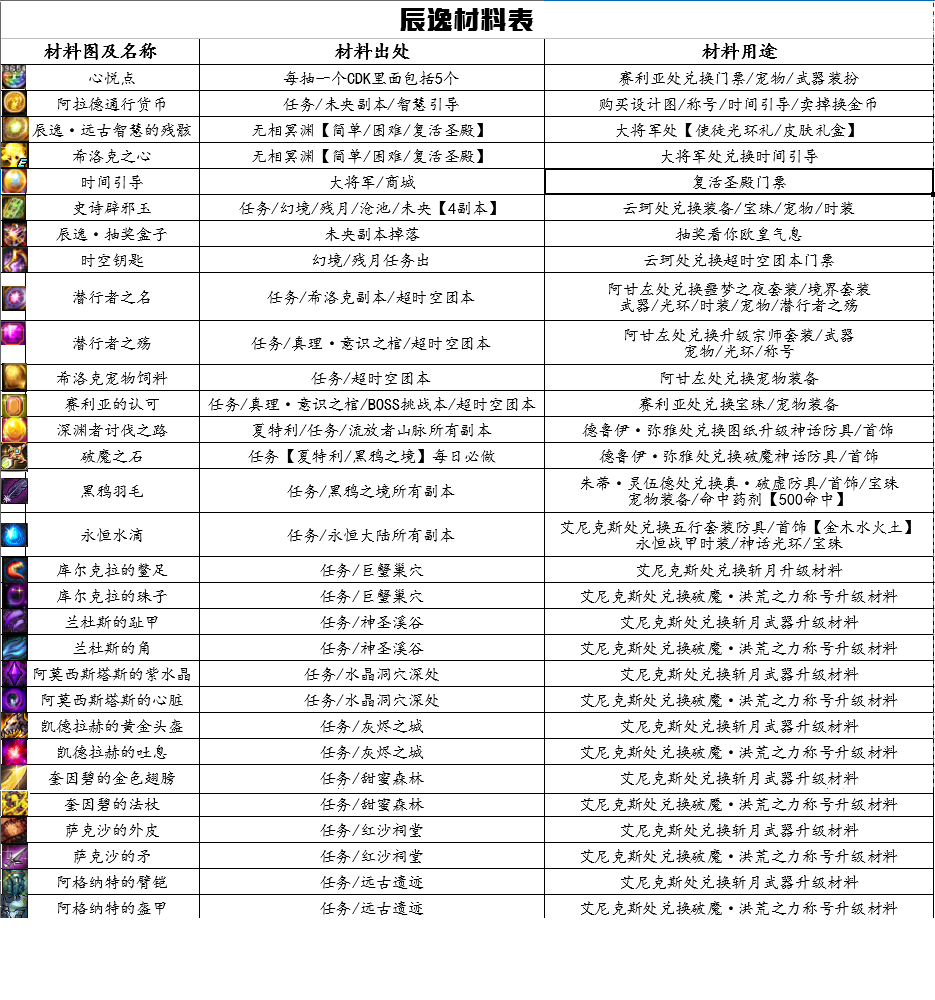 辰逸材料表
材料图及名称 材料出处 材料用途
心悦点 每抽一个CDK里面包括5个 赛利亚处兑换门票/宠物/武器装扮
阿拉德通行货币 任务/未央副本/智慧引导 购买设计图/称号/时间引导/卖掉换金币
辰逸·远古智慧的残骸 无相冥渊【简单/困难/复活圣殿】 大将军处【使徒光环礼/皮肤礼盒】
希洛克之心 无相冥渊【简单/困难/复活圣殿】 大将军处兑换时间引导
时间引导 大将军/商城 复活圣殿门票
史诗辟邪玉 任务/幻境/残月/沧池/未央【4副本】 云珂处兑换装备/宝珠/宠物/时装
辰逸·抽奖盒子 未央副本掉落 抽奖看你欧皇气息
时空钥匙 幻境/残月任务出 云珂处兑换超时空团本门票
潜行者之名 任务/希洛克副本/超时空团本 阿甘左处兑换噩梦之夜套装/境界套装
武器/光环/时装/宠物/潜行者之殇
潜行者之殇 任务/真理·意识之棺/超时空团本 阿甘左处兑换升级宗师套装/武器
宠物/光环/称号
希洛克宠物饲料 任务/超时空团本 阿甘左处兑换宠物装备
赛利亚的认可 任务/真理·意识之棺/BOSS挑战本/超时空团本 赛利亚处兑换宝珠/宠物装备
深渊者讨伐之路 夏特利/任务/流放者山脉所有副本 德鲁伊·弥雅处兑换图纸升级神话防具/首饰
破魔之石 任务【夏特利/黑鸦之境】每日必做 德鲁伊·弥雅处兑换破魔神话防具/首饰
黑鸦羽毛 任务/黑鸦之境所有副本 朱蒂·灵伍德处兑换真·破虚防具/首饰/宝珠
宠物装备/命中药剂【500命中】
永恒水滴 任务/永恒大陆所有副本 艾尼克斯处兑换五行套装防具/首饰【金木水火土】
永恒战甲时装/神话光环/宝珠
库尔克拉的螯足 任务/巨蟹巢穴 艾尼克斯处兑换斩月升级材料
库尔克拉的珠子 任务/巨蟹巢穴 艾尼克斯处兑换破魔·洪荒之力称号升级材料
兰杜斯的趾甲 任务/神圣溪谷 艾尼克斯处兑换斩月武器升级材料
兰杜斯的角 任务/神圣溪谷 艾尼克斯处兑换破魔·洪荒之力称号升级材料
阿莫西斯塔斯的紫水晶 任务/水晶洞穴深处 艾尼克斯处兑换斩月武器升级材料
阿莫西斯塔斯的心脏 任务/水晶洞穴深处 艾尼克斯处兑换破魔·洪荒之力称号升级材料
凯德拉赫的黄金头盔 任务/灰烬之城 艾尼克斯处兑换斩月武器升级材料
凯德拉赫的吐息 任务/灰烬之城 艾尼克斯处兑换破魔·洪荒之力称号升级材料
奎因碧的金色翅膀 任务/甜蜜森林 艾尼克斯处兑换斩月武器升级材料
奎因碧的法杖 任务/甜蜜森林 艾尼克斯处兑换破魔·洪荒之力称号升级材料
萨克沙的外皮 任务/红沙祠堂 艾尼克斯处兑换斩月武器升级材料
萨克沙的矛 任务/红沙祠堂 艾尼克斯处兑换破魔·洪荒之力称号升级材料
阿格纳特的臂铠 任务/远古遗迹 艾尼克斯处兑换斩月武器升级材料
阿格纳特的盔甲 任务/远古遗迹 艾尼克斯处兑换破魔·洪荒之力称号升级材料